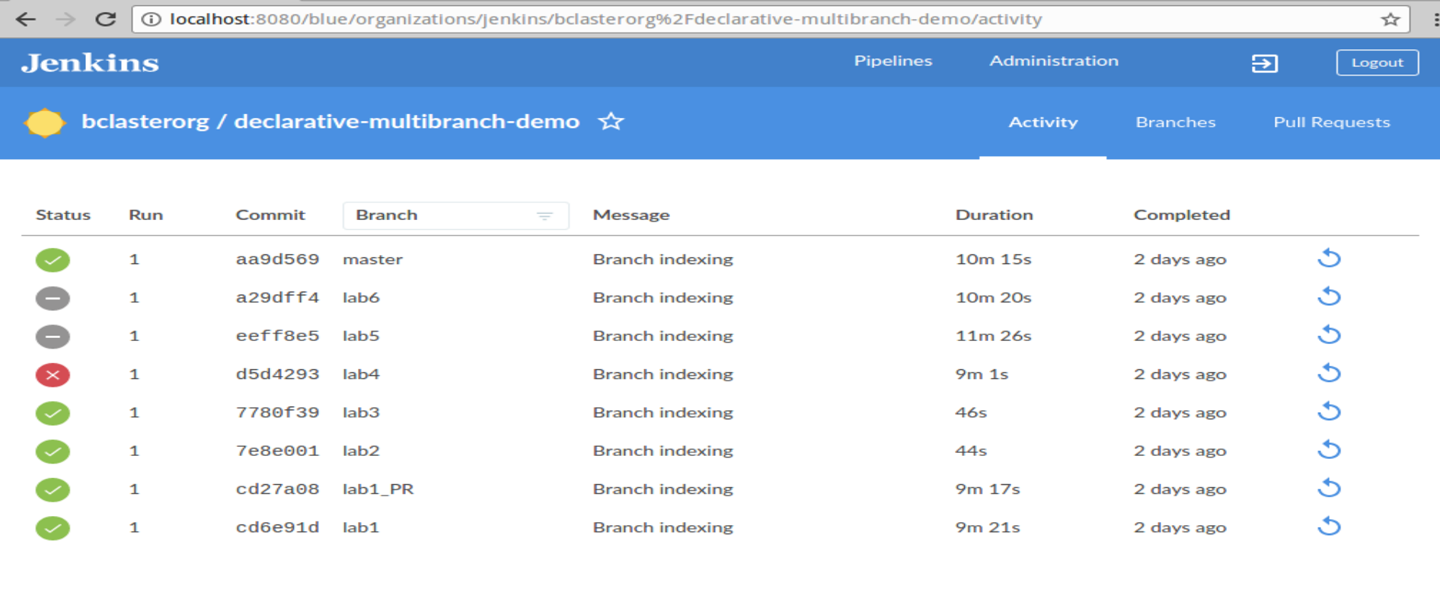 localhost:8080/blue/organizations/jenkins/bclasterorg%2Fdeclarative-multibranch-demo/activity
Jenkins Pipelines Administration Logout
bclasterorg / declarative-multibranch-demo Activity Branches Pull Requests
Status Run Commit Branch Message Duration Completed
1 aa9d569 master Branch indexing 10m 15s 2 days ago
1 a29dff4 lab6 Branch indexing 10m 20s 2 days ago
1 eeff8e5 lab5 Branch indexing 11m 26s 2 days ago
1 d5d4293 lab4 Branch indexing 9m 1s 2 days ago
1 7780f39 lab3 Branch indexing 46s 2 days ago
1 7e8e001 lab2 Branch indexing 44s 2 days ago
1 cd27a08 lab1_PR Branch indexing 9m 17s 2 days ago
1 cd6e91d lab1 Branch indexing 9m 21s 2 days ago